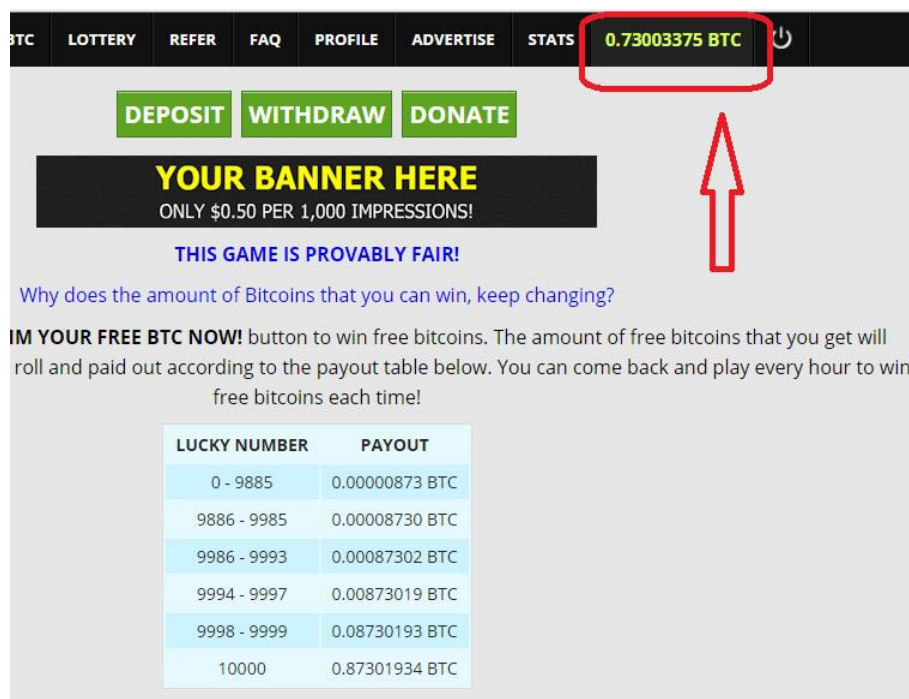 BTC LOTTERY REFER FAQ PROFILE ADVERTISE STATS 0.73003375 BTC
DEPOSIT WITHDRAW DONATE
YOUR BANNER HERE
ONLY $0.50 PER 1,000 IMPRESSIONS!
THIS GAME IS PROVABLY FAIR!
Why does the amount of Bitcoins that you can win, keep changing?
IM YOUR FREE BTC NOW! button to win free bitcoins. The amount of free bitcoins that you get will
roll and paid out according to the payout table below. You can come back and play every hour to win
free bitcoins each time!
LUCKY NUMBER PAYOUT
0 - 9885 0.00000873 BTC
9886 - 9985 0.00008730 BTC
9986 - 9993 0.00087302 BTC
9994 - 9997 0.00873019 BTC
9998 - 9999 0.08730193 BTC
10000 0.87301934 BTC